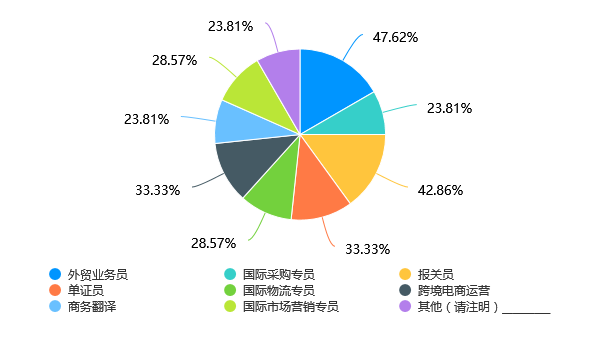 23.81%
47.62%
28.57%
23.81%
23.81%
33.33%
42.86%
28.57%
33.33%
外贸业务员
国际采购专员
报关员
单证员
国际物流专员
跨境电商运营
商务翻译
国际市场营销专员
其他（请注明）________